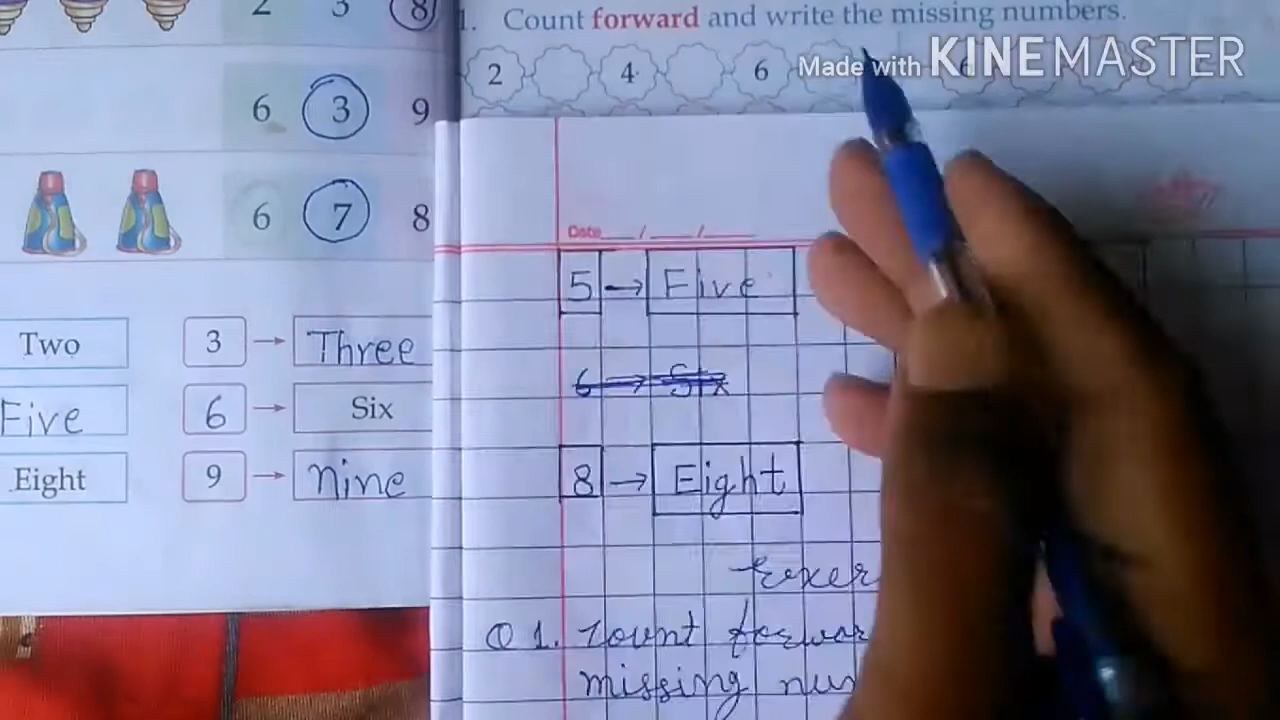 2 3 8
6 3 9
6 7 8
Two 3 → Three
Five 6 → Six
Eight 9 → Nine
1. Count forward and write the missing numbers.
2 4 6
Made with KINEMASTER
Date / /
5 → Five
6 → Six
8 → Eight
Exer
Q 1. Count forwar
missing nu